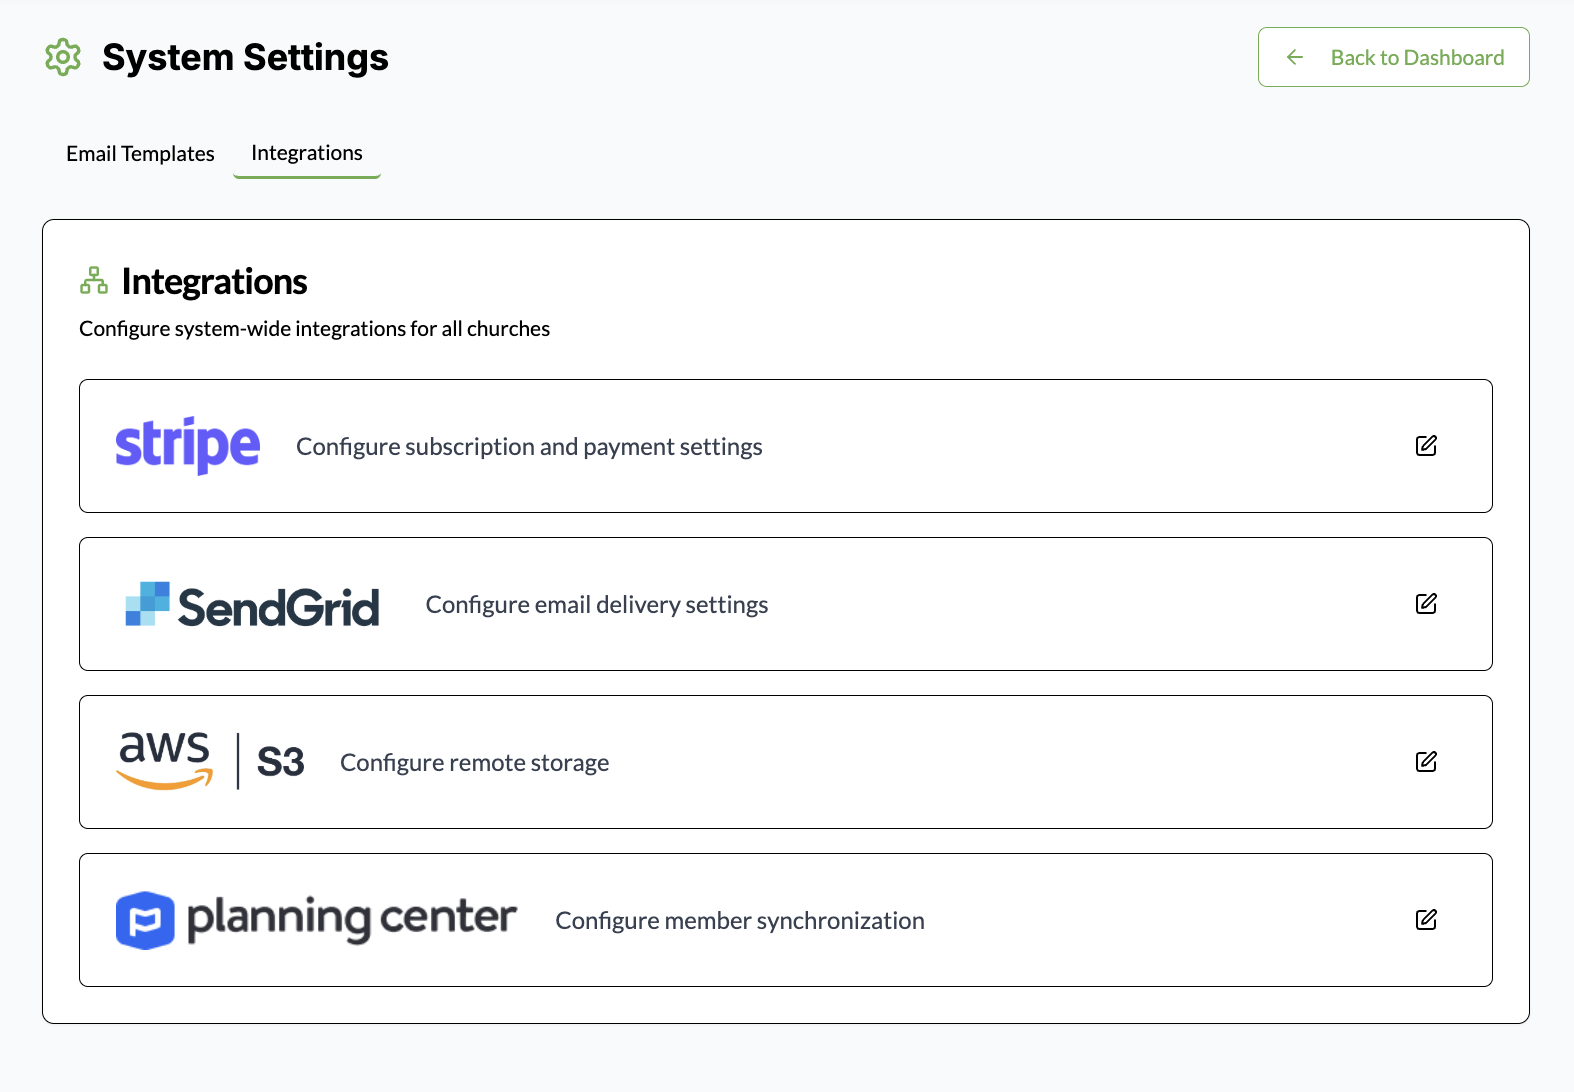 System Settings
Back to Dashboard
Email Templates
Integrations
Integrations
Configure system-wide integrations for all churches
stripe
Configure subscription and payment settings
SendGrid
Configure email delivery settings
aws | S3
Configure remote storage
planning center
Configure member synchronization